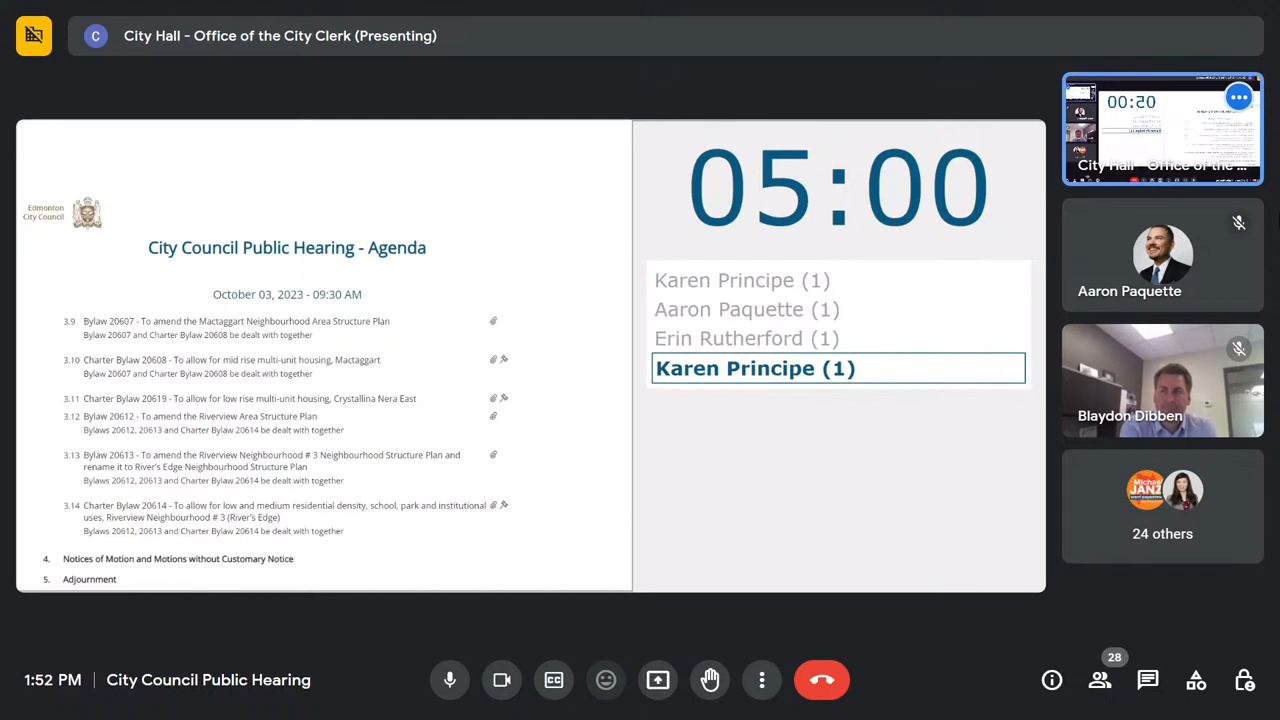 C City Hall - Office of the City Clerk (Presenting)
Edmonton
City Council
City Council Public Hearing - Agenda
October 03, 2023 - 09:30 AM
3.9 Bylaw 20607 - To amend the Mactaggart Neighbourhood Area Structure Plan
Bylaw 20607 and Charter Bylaw 20608 be dealt with together
3.10 Charter Bylaw 20608 - To allow for mid rise multi-unit housing, Mactaggart
Bylaw 20607 and Charter Bylaw 20608 be dealt with together
3.11 Charter Bylaw 20619 - To allow for low rise multi-unit housing, Crystallina Nera East
3.12 Bylaw 20612 - To amend the Riverview Area Structure Plan
Bylaws 20612, 20613 and Charter Bylaw 20614 be dealt with together
3.13 Bylaw 20613 - To amend the Riverview Neighbourhood # 3 Neighbourhood Structure Plan and
rename it to River's Edge Neighbourhood Structure Plan
Bylaws 20612, 20613 and Charter Bylaw 20614 be dealt with together
3.14 Charter Bylaw 20614 - To allow for low and medium residential density, school, park and institutional
uses, Riverview Neighbourhood # 3 (River's Edge)
Bylaws 20612, 20613 and Charter Bylaw 20614 be dealt with together
4. Notices of Motion and Motions without Customary Notice
5. Adjournment
05:00
Karen Principe (1)
Aaron Paquette (1)
Erin Rutherford (1)
Karen Principe (1)
00:50
City Hall - Office of the ...
Aaron Paquette
Blaydon Dibben
Michael
JANZ
24 others
1:52 PM City Council Public Hearing
CC
28